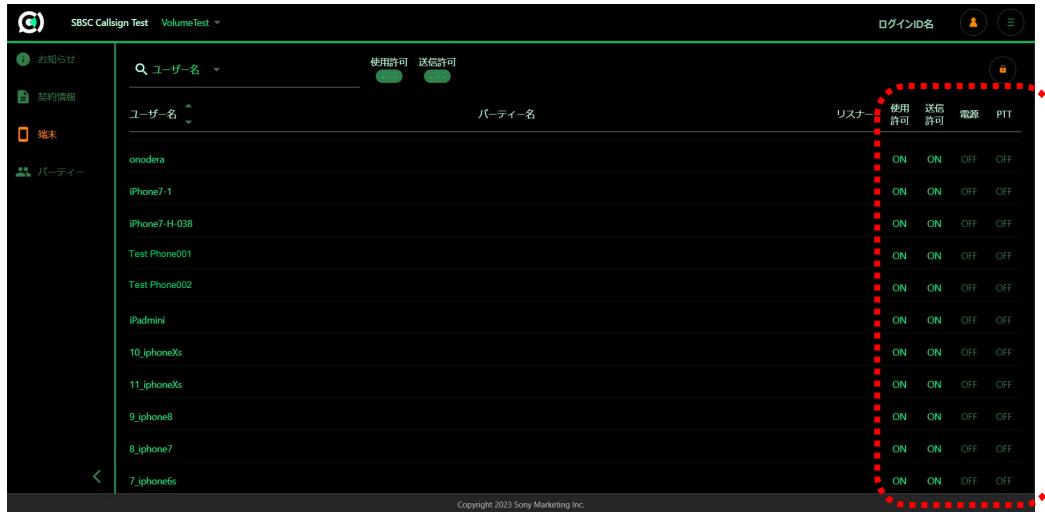 SBSC Callsign Test VolumeTest ログインID名
お知らせ
契約情報
端末
パーティー
ユーザー名 使用許可 送信許可
--- ---
ユーザー名 パーティー名 リスナー 使用許可 送信許可 電源 PTT
onodera ON ON OFF OFF
iPhone7-1 ON ON OFF OFF
iPhone7-H-038 ON ON OFF OFF
Test Phone001 ON ON OFF OFF
Test Phone002 ON ON OFF OFF
iPadmini ON ON OFF OFF
10_iphoneXs ON ON OFF OFF
11_iphoneXs ON ON OFF OFF
9_iphone8 ON ON OFF OFF
8_iphone7 ON ON OFF OFF
7_iphone6s ON ON OFF OFF
Copyright 2023 Sony Marketing Inc.